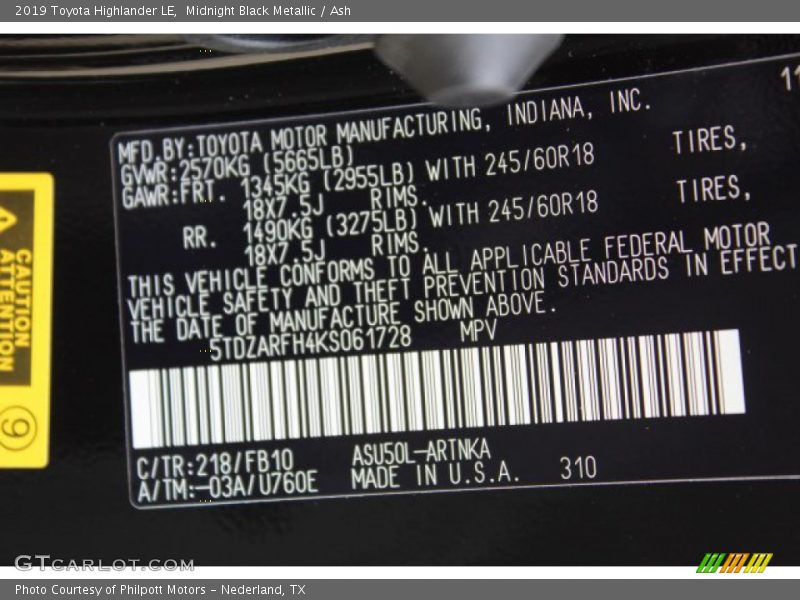 2019 Toyota Highlander LE, Midnight Black Metallic / Ash
11
MFD.BY:TOYOTA MOTOR MANUFACTURING, INDIANA, INC.
GVWR:2570KG (5665LB)
GAWR:FRT. 1345KG (2955LB) WITH 245/60R18 TIRES,
18X7.5J RIMS.
RR. 1490KG (3275LB) WITH 245/60R18 TIRES,
18X7.5J RIMS.
THIS VEHICLE CONFORMS TO ALL APPLICABLE FEDERAL MOTOR
VEHICLE SAFETY AND THEFT PREVENTION STANDARDS IN EFFECT
THE DATE OF MANUFACTURE SHOWN ABOVE.
5TDZARFH4KS061728 MPV
C/TR:218/FB10 ASU50L-ARTNKA
A/TM:-03A/U760E MADE IN U.S.A. 310
CAUTION
ATTENTION
9
GTCARLOT.COM
Photo Courtesy of Philpott Motors - Nederland, TX